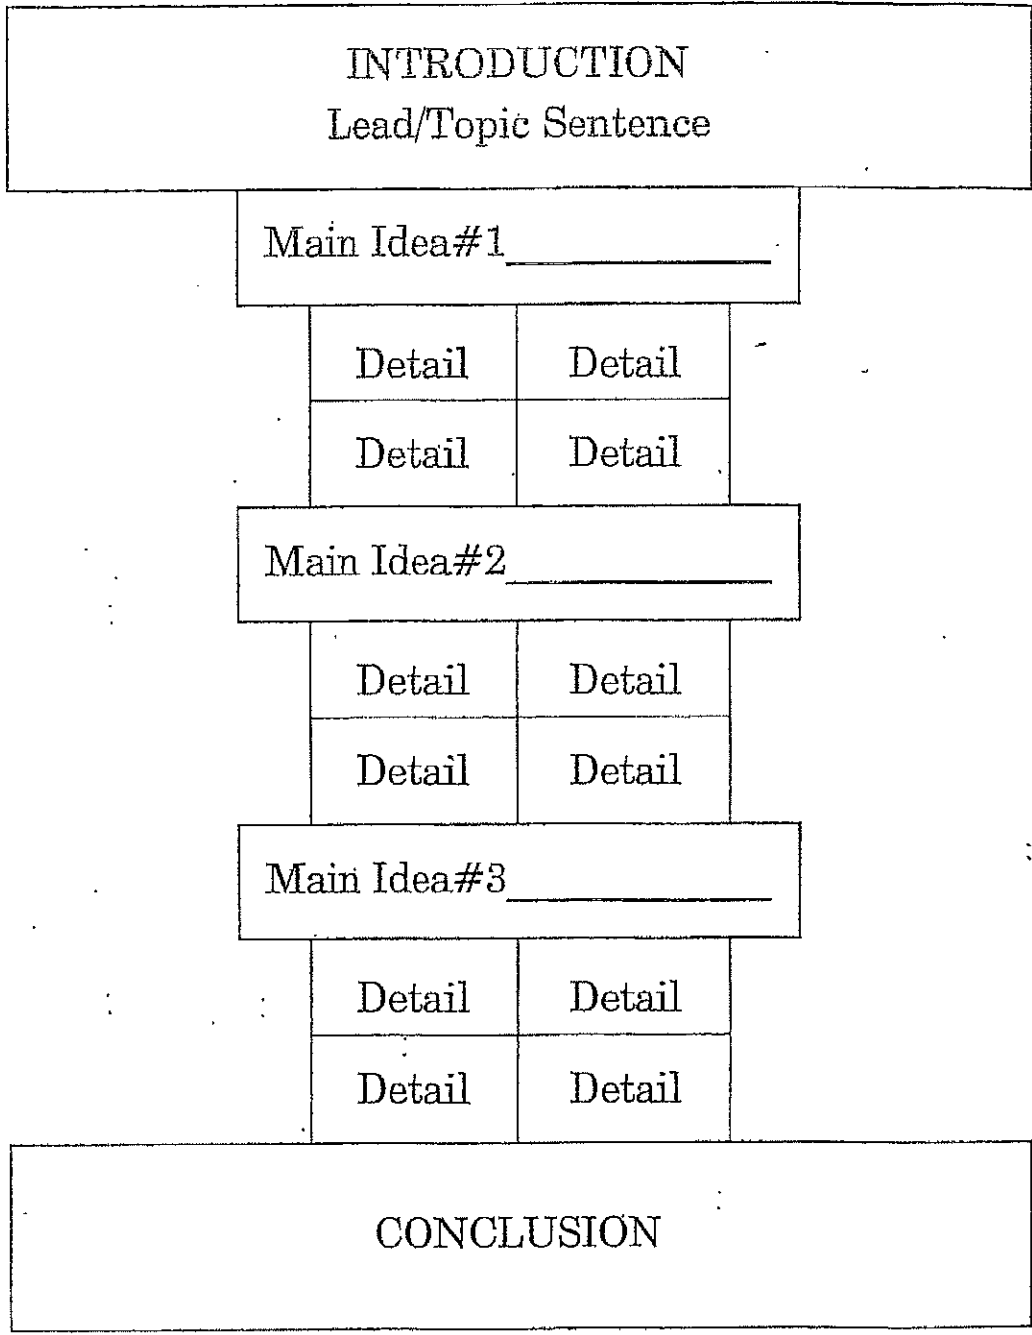 INTRODUCTION
Lead/Topic Sentence
Main Idea#1
Detail Detail
Detail Detail
Main Idea#2
Detail Detail
Detail Detail
Main Idea#3
Detail Detail
Detail Detail
CONCLUSION